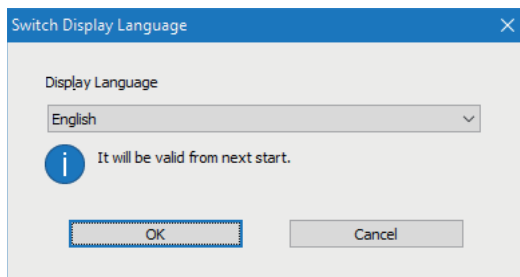 Switch Display Language
Display Language
English
It will be valid from next start.
OK
Cancel